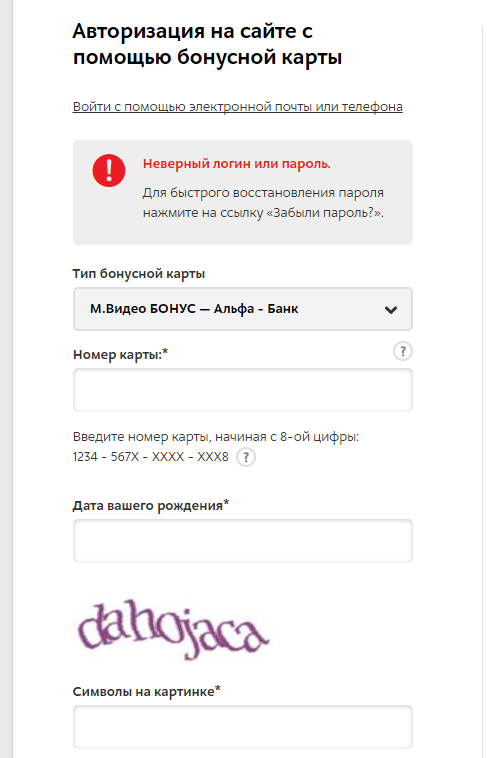 Авторизация на сайте с
помощью бонусной карты
Войти с помощью электронной почты или телефона
!
Неверный логин или пароль.
Для быстрого восстановления пароля
нажмите на ссылку «Забыли пароль?».
Тип бонусной карты
М.Видео БОНУС — Альфа - Банк
Номер карты:*
?
Введите номер карты, начиная с 8-ой цифры:
1234 - 567X - XXXX - XXX8 ?
Дата вашего рождения*
dahojaca
Символы на картинке*